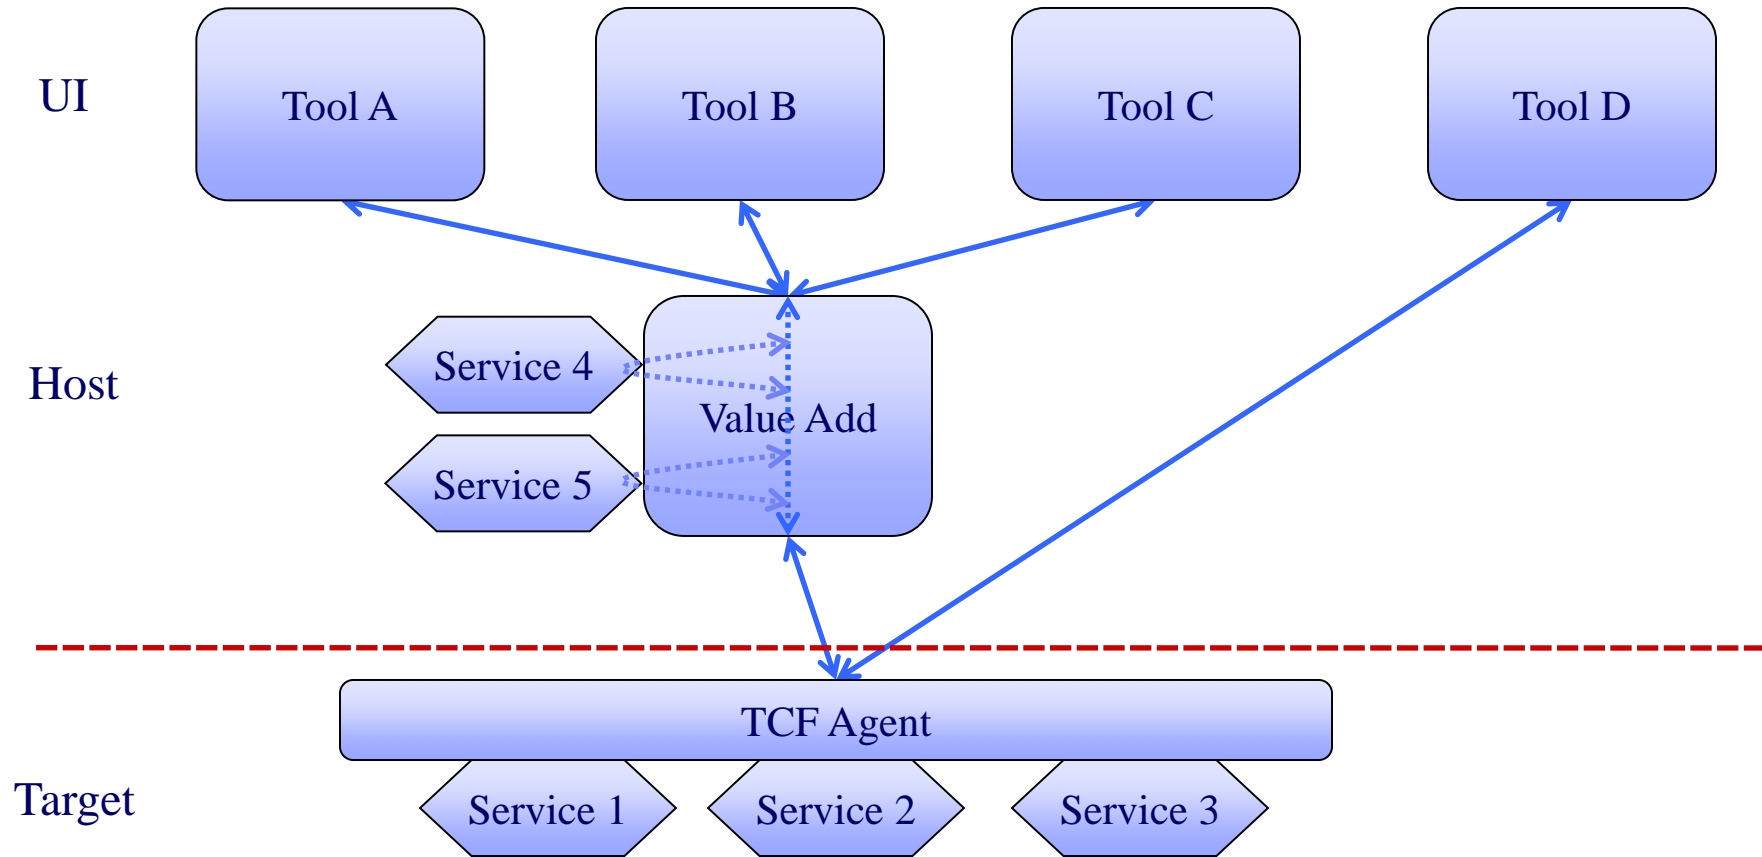 UI
Tool A
Tool B
Tool C
Tool D
Host
Service 4
Value Add
Service 5
TCF Agent
Target
Service 1
Service 2
Service 3